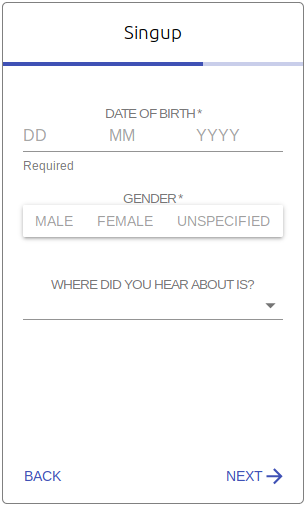 Singup
DATE OF BIRTH *
DD MM YYYY
Required
GENDER *
MALE FEMALE UNSPECIFIED
WHERE DID YOU HEAR ABOUT IS?
BACK NEXT